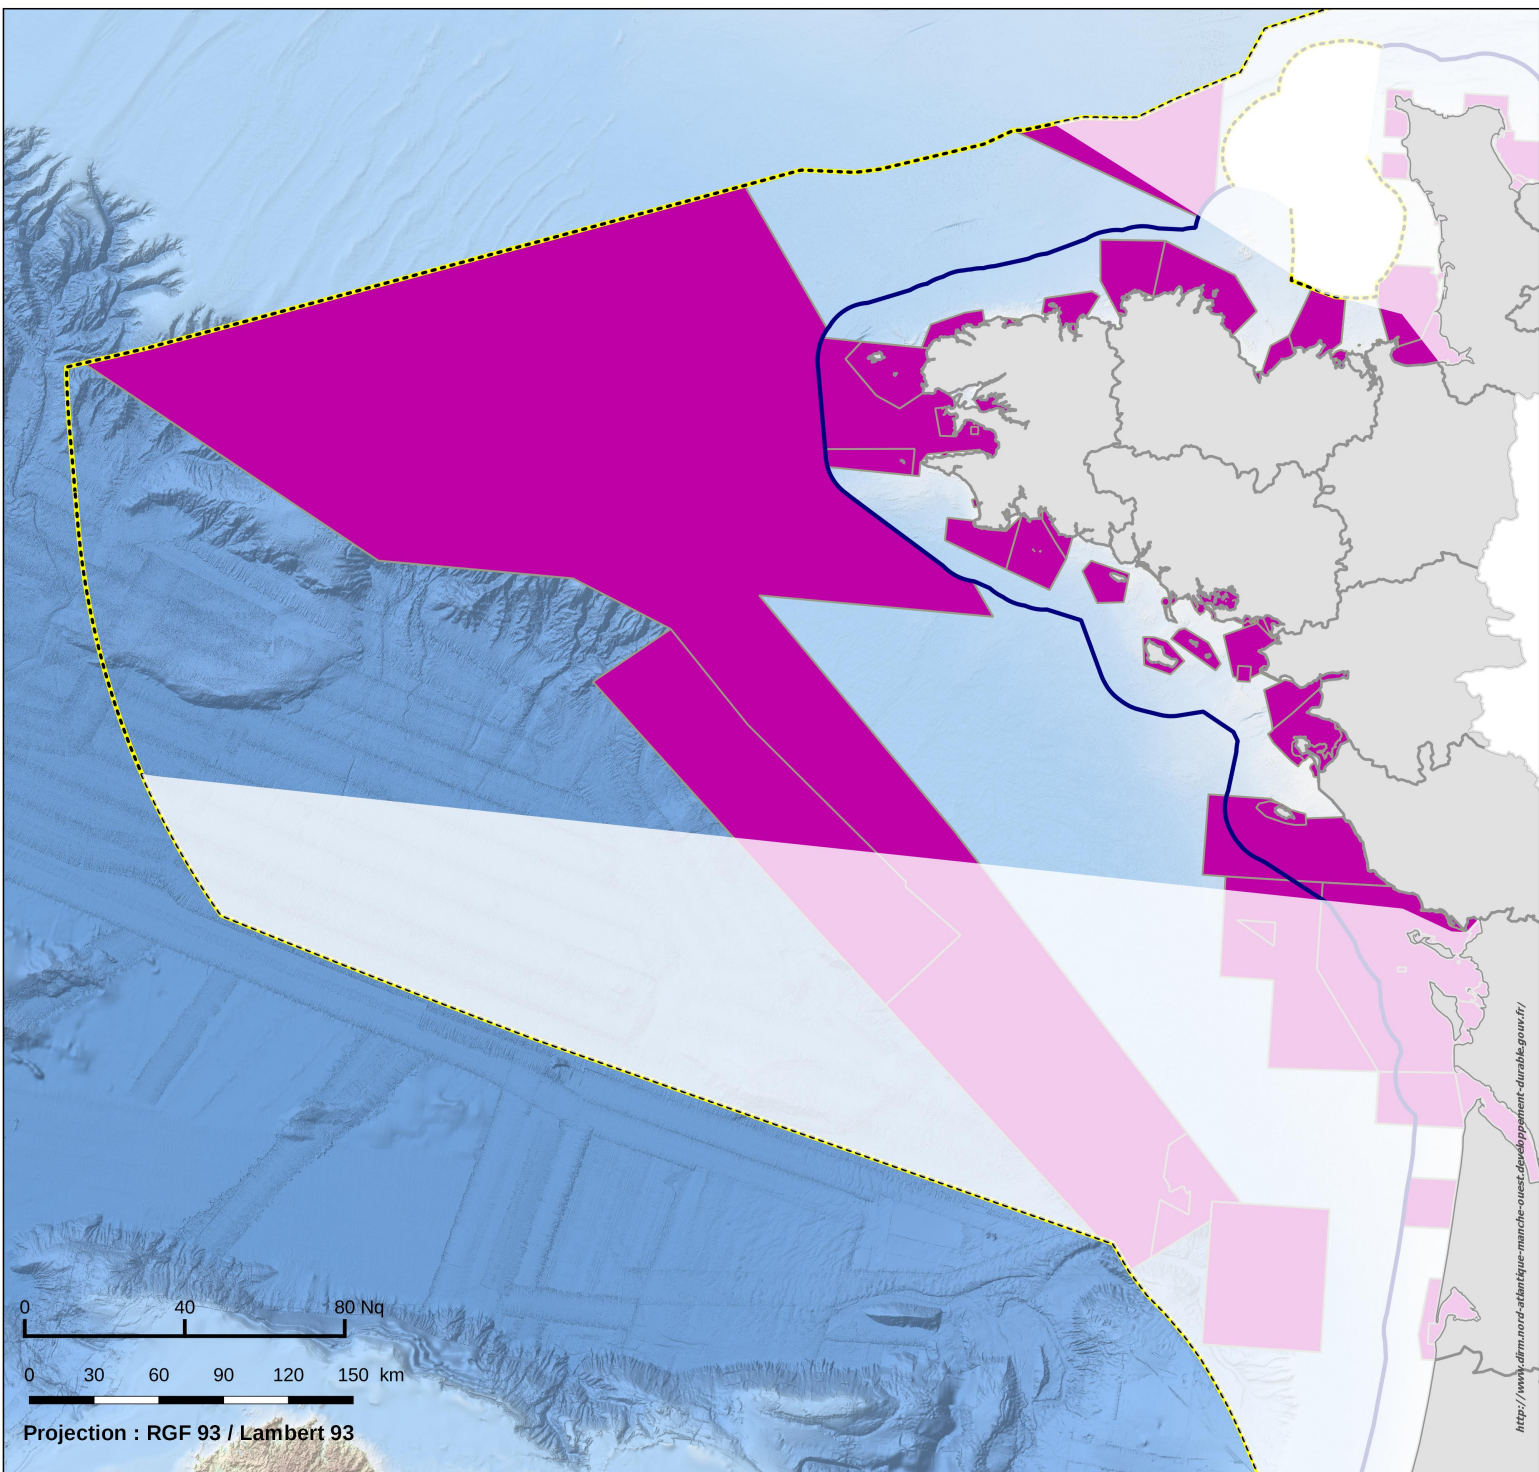 0 40 80 Nq
0 30 60 90 120 150 km
Projection : RGF 93 / Lambert 93
http://www.dirm.nord-atlantique-manche-ouest.developpement-durable.gouv.fr/